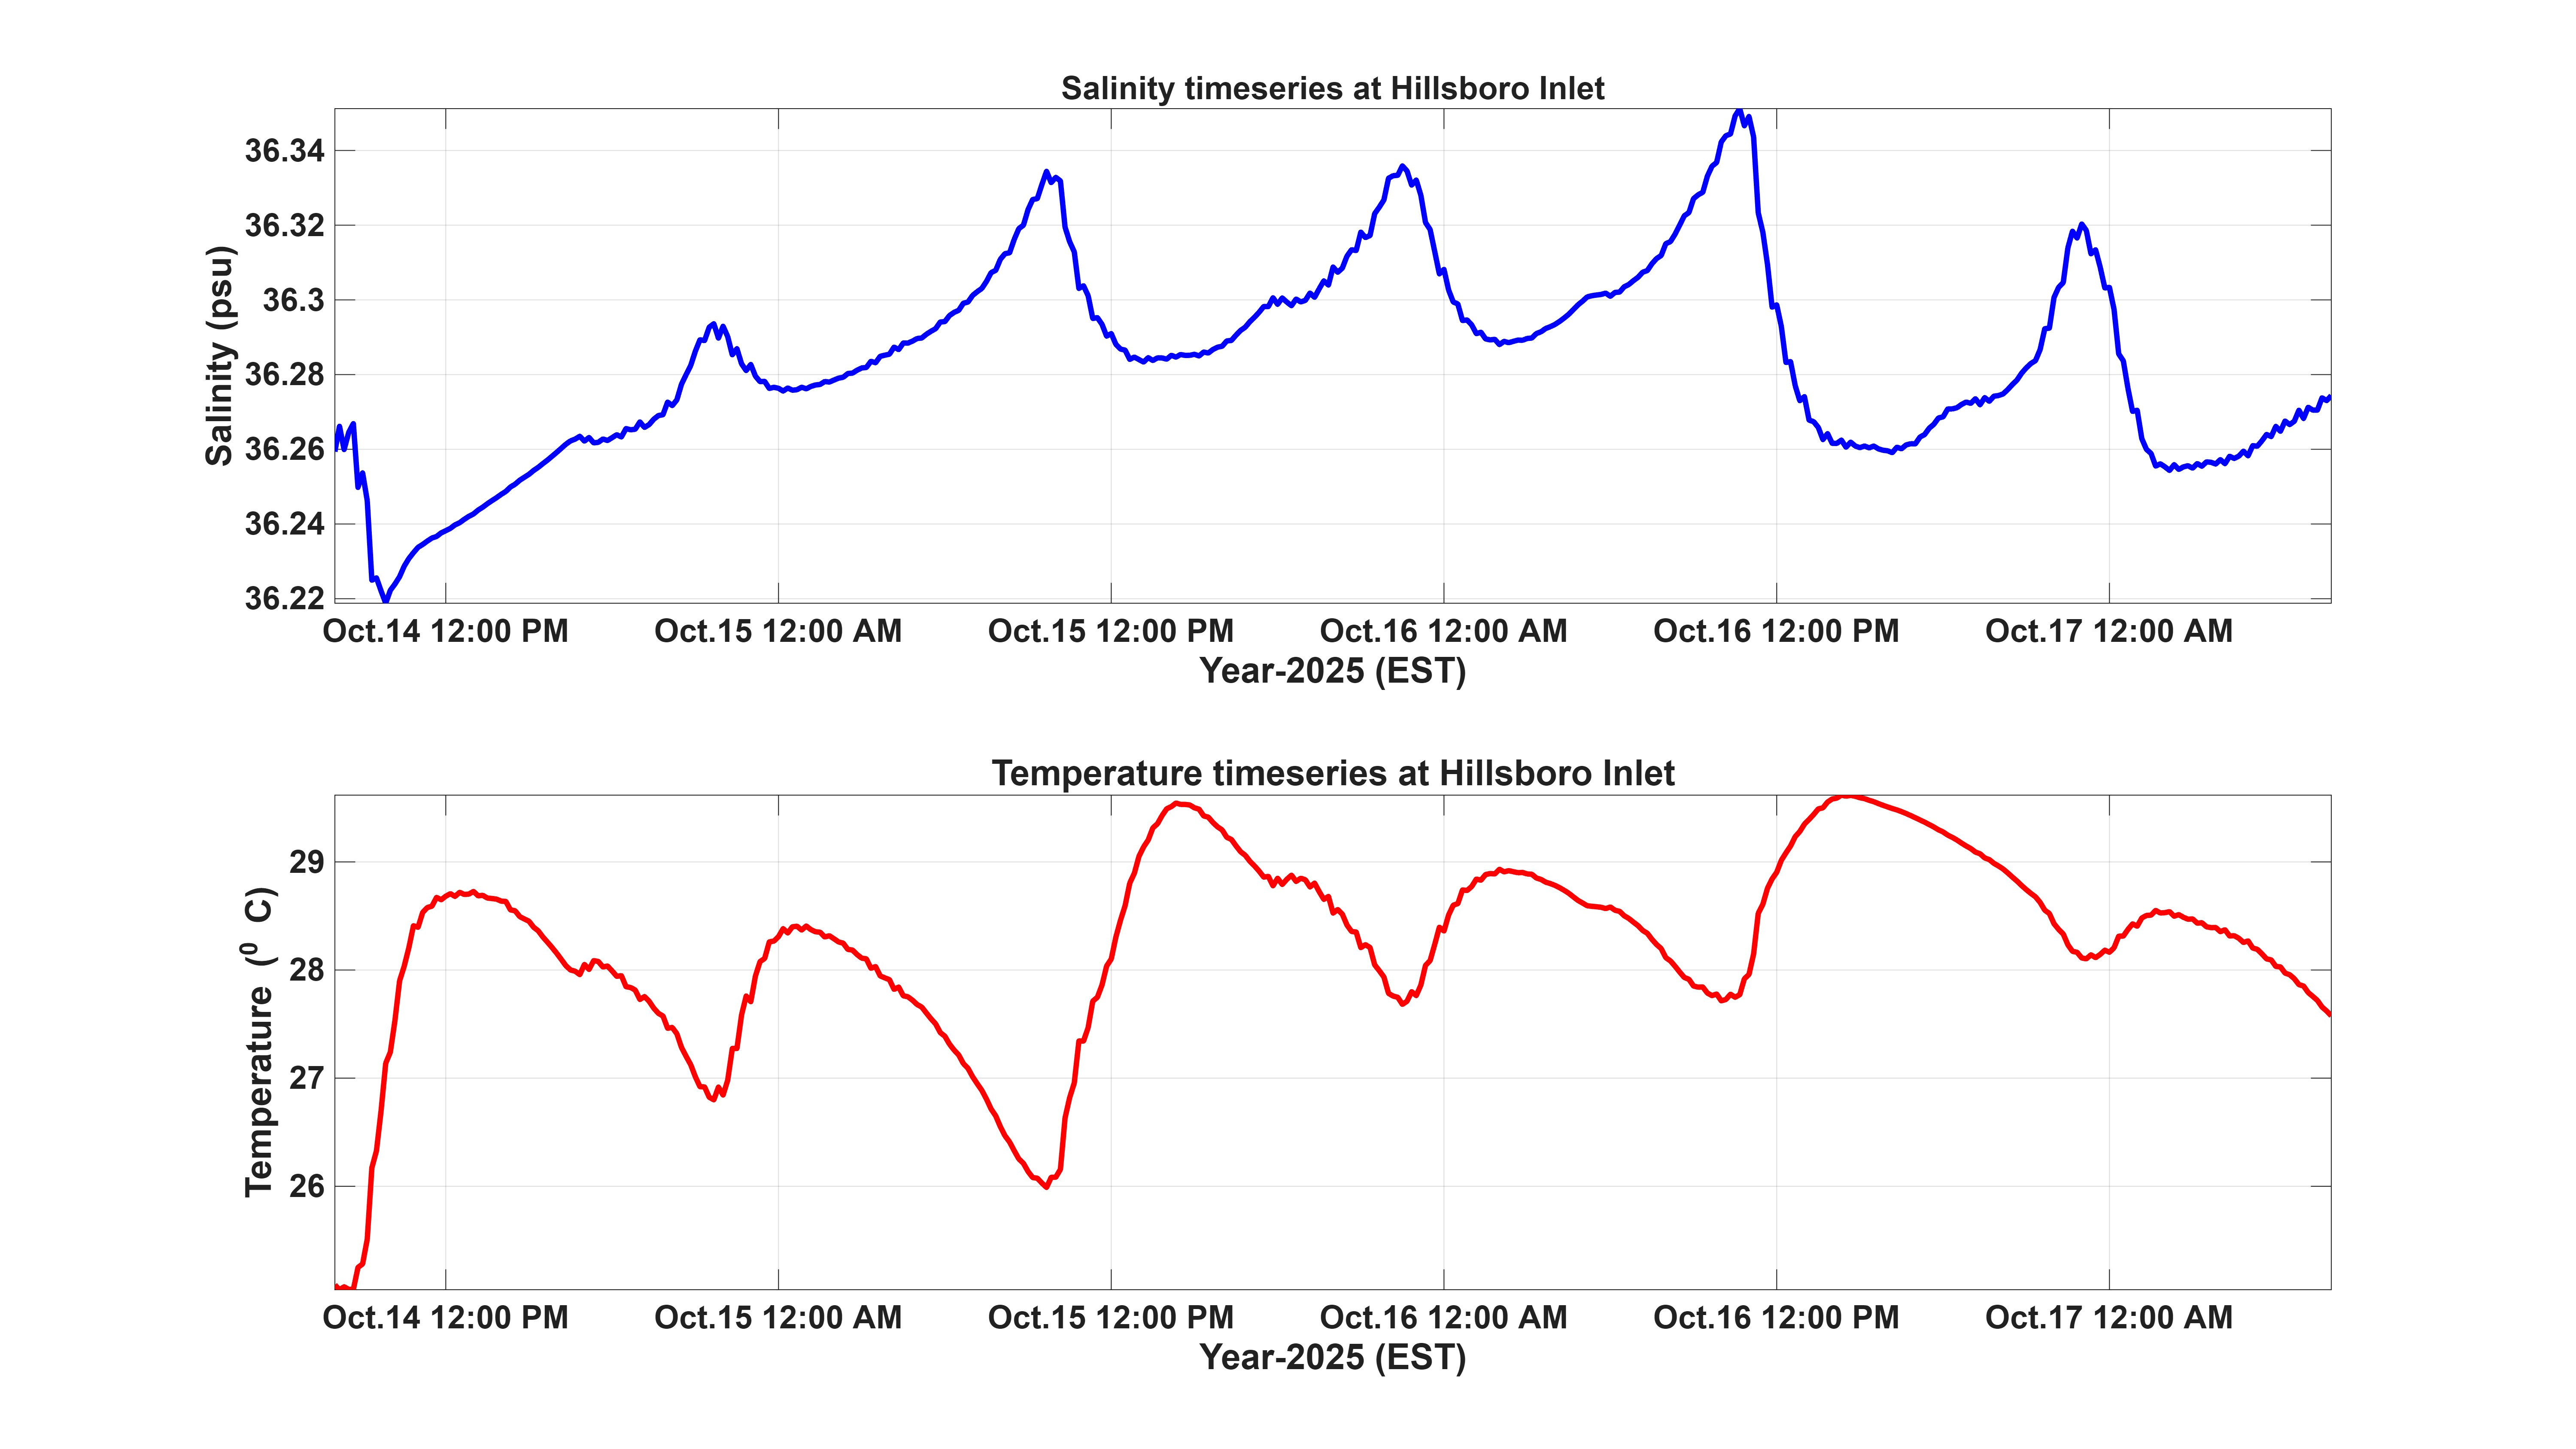 Salinity timeseries at Hillsboro Inlet
Salinity (psu)
36.34
36.32
36.3
36.28
36.26
36.24
36.22
Oct.14 12:00 PM Oct.15 12:00 AM Oct.15 12:00 PM Oct.16 12:00 AM Oct.16 12:00 PM Oct.17 12:00 AM
Year-2025 (EST)
Temperature timeseries at Hillsboro Inlet
Temperature (⁰ C)
29
28
27
26
Oct.14 12:00 PM Oct.15 12:00 AM Oct.15 12:00 PM Oct.16 12:00 AM Oct.16 12:00 PM Oct.17 12:00 AM
Year-2025 (EST)